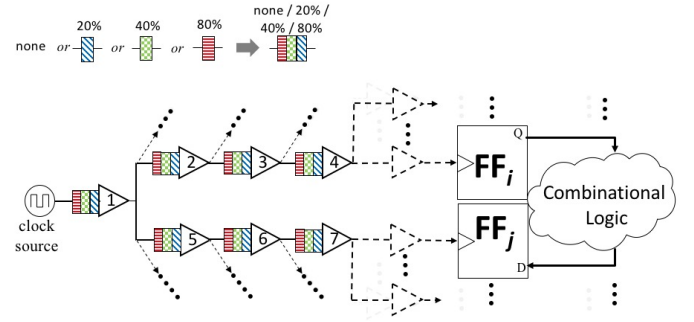 none / 20% /
20% 40% 80% 40% / 80%
none or or or
1
2 3 4
5 6 7
clock
source
Q
FFi
FFj
D
Combinational
Logic